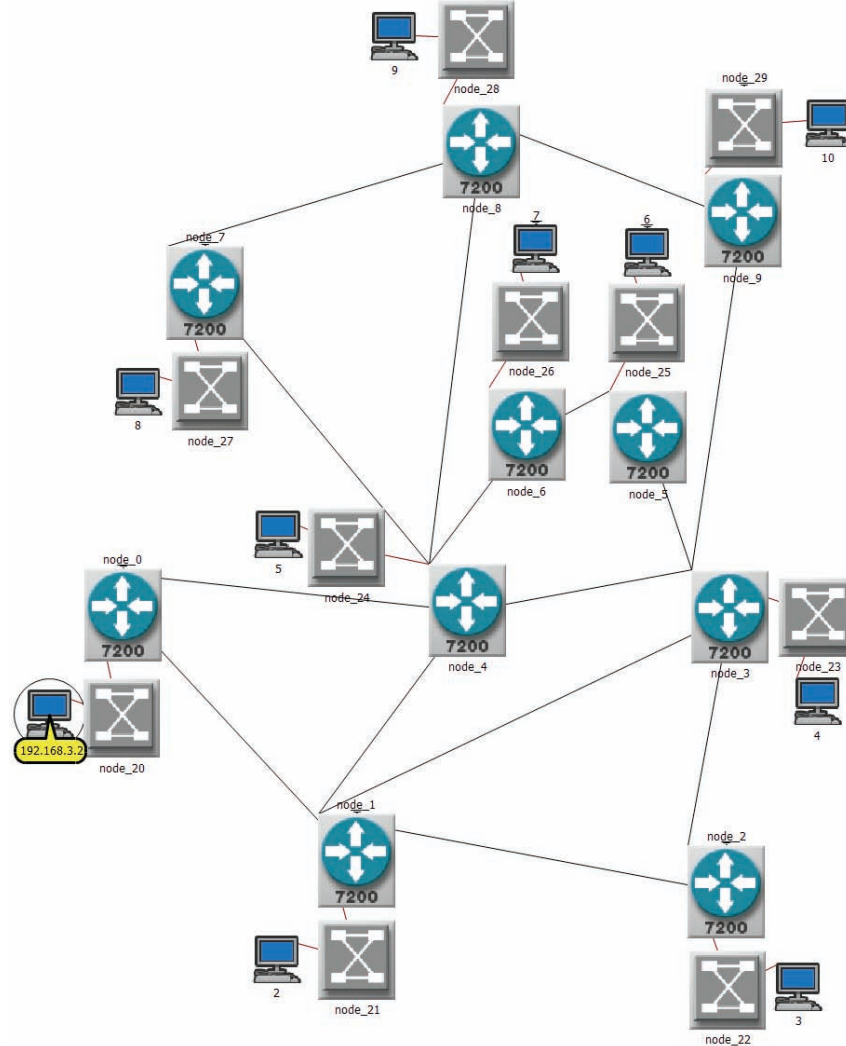 9
node_28
node_29
10
7200
node_8
7200
node_9
node_7
7
6
7200
node_26
node_25
8
node_27
7200
node_6
7200
node_5
5
node_24
node_0
7200
7200
node_4
7200
node_3
node_23
4
192.168.3.2
node_20
node_1
7200
node_2
7200
2
node_21
3
node_22